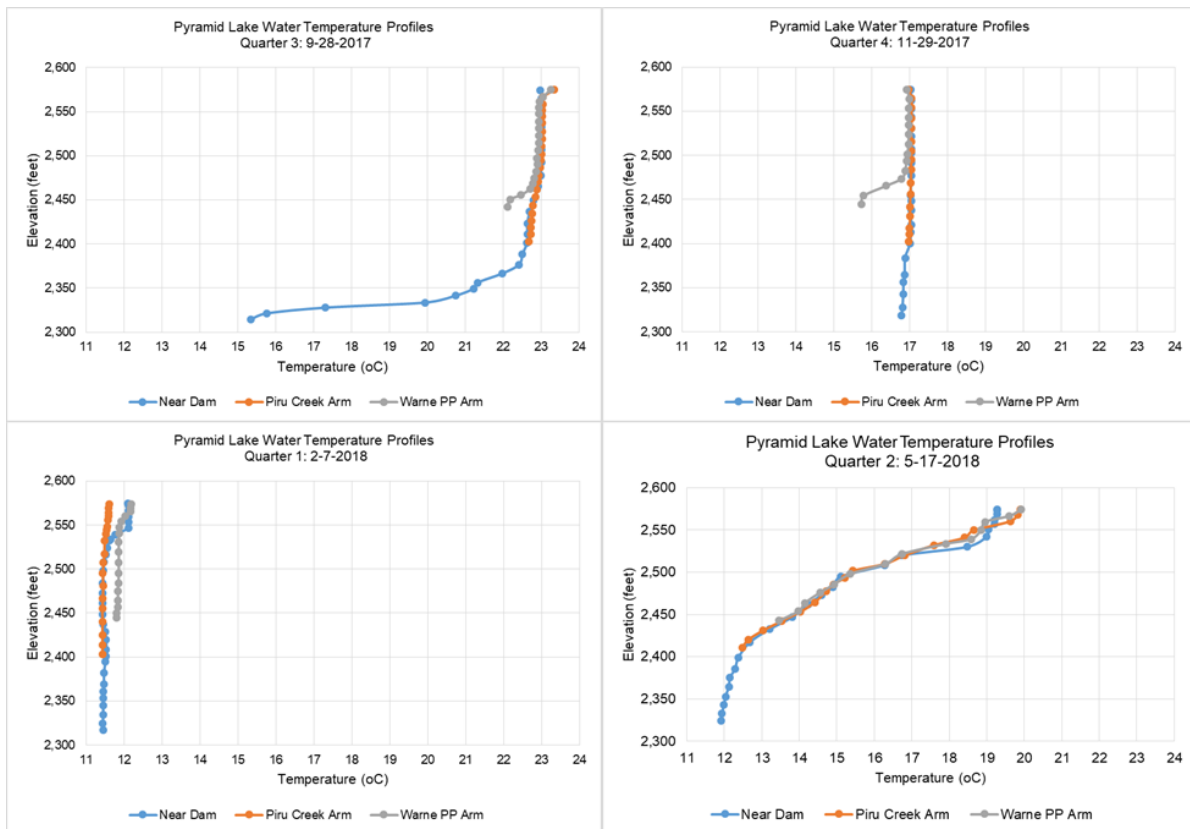 Pyramid Lake Water Temperature Profiles
Quarter 3: 9-28-2017
2,600
2,550
2,500
2,450
2,400
2,350
2,300
Elevation (feet)
11 12 13 14 15 16 17 18 19 20 21 22 23 24
Temperature (oC)
Near Dam Piru Creek Arm Warne PP Arm
Pyramid Lake Water Temperature Profiles
Quarter 4: 11-29-2017
2,600
2,550
2,500
2,450
2,400
2,350
2,300
Elevation (feet)
11 12 13 14 15 16 17 18 19 20 21 22 23 24
Temperature (oC)
Near Dam Piru Creek Arm Warne PP Arm
Pyramid Lake Water Temperature Profiles
Quarter 1: 2-7-2018
2,600
2,550
2,500
2,450
2,400
2,350
2,300
Elevation (feet)
11 12 13 14 15 16 17 18 19 20 21 22 23 24
Temperature (oC)
Near Dam Piru Creek Arm Warne PP Arm
Pyramid Lake Water Temperature Profiles
Quarter 2: 5-17-2018
2,600
2,550
2,500
2,450
2,400
2,350
2,300
Elevation (feet)
11 12 13 14 15 16 17 18 19 20 21 22 23 24
Temperature (oC)
Near Dam Piru Creek Arm Warne PP Arm